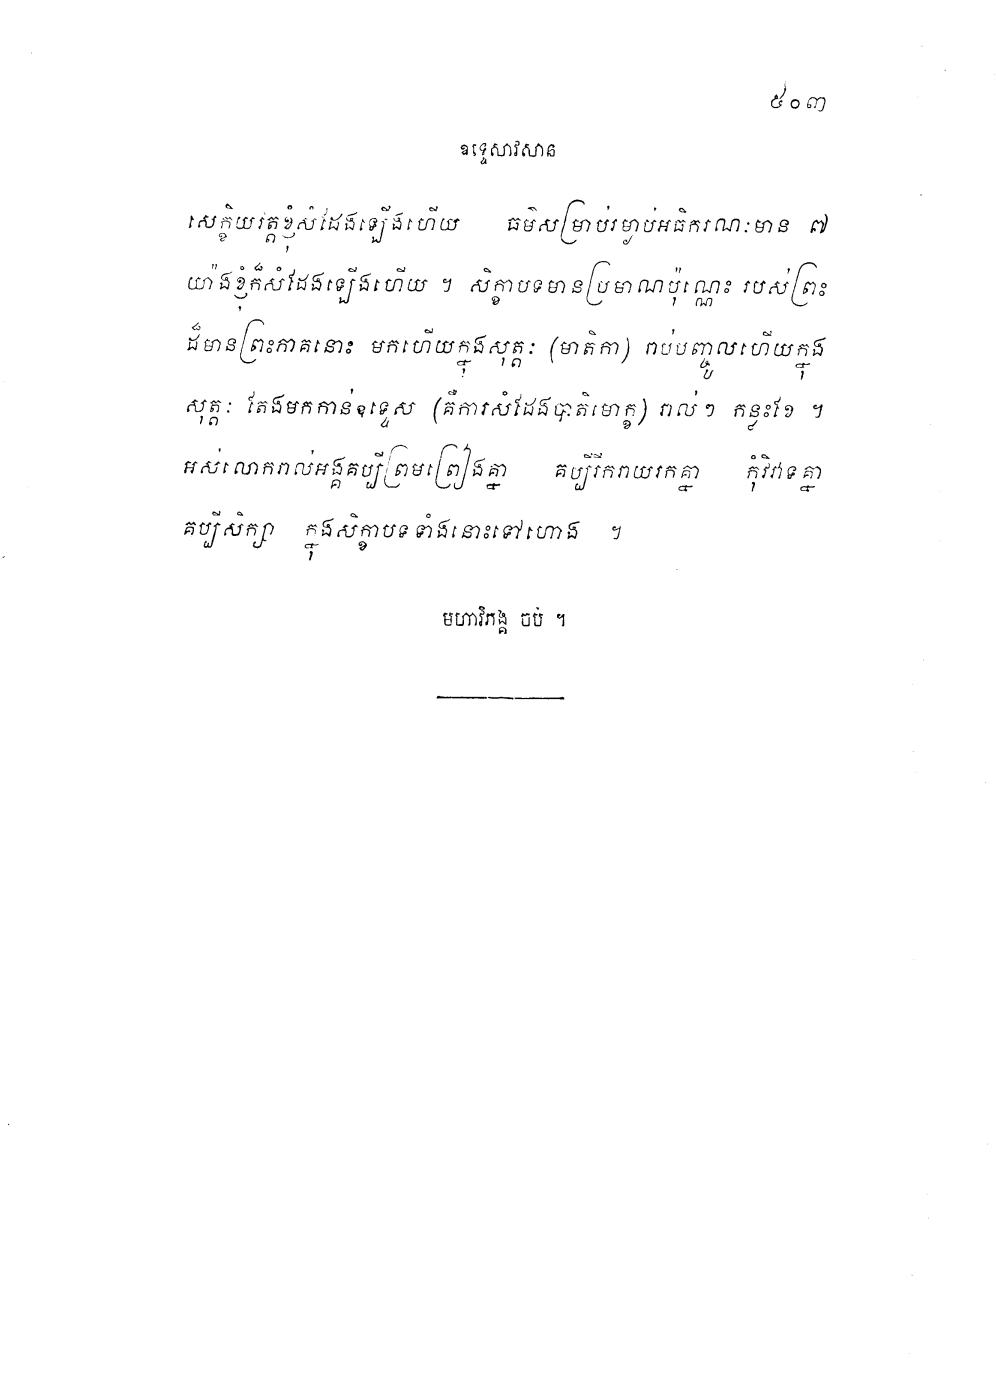 ៥០៣
ឧទ្ទេសាវសាន
សេក្ខិយវត្តខ្ញុំសំដែងឡើងហើយ ធម៌សម្រាប់រម្ងាប់អធិករណៈមាន ៧
យ៉ាងខ្ញុំក៏សំដែងឡើងហើយ ។ សិក្ខាបទមានប្រមាណប៉ុណ្ណេះ របស់ព្រះ
ដ៏មានព្រះភាគនោះ មកហើយក្នុងសុត្តៈ (មាតិកា) រាប់បញ្ចូលហើយក្នុង
សុត្តៈ តែងមកកាន់ឧទ្ទេស (គឺការសំដែងបាតិមោក្ខ) រាល់ៗ កន្លះខែ ។
អស់លោករាល់អង្គគប្បីព្រមព្រៀងគ្នា គប្បីរីករាយរកគ្នា កុំវិវាទគ្នា
គប្បីសិក្សា ក្នុងសិក្ខាបទទាំងនោះទៅហោង ។
មហាវិភង្គ ចប់ ។